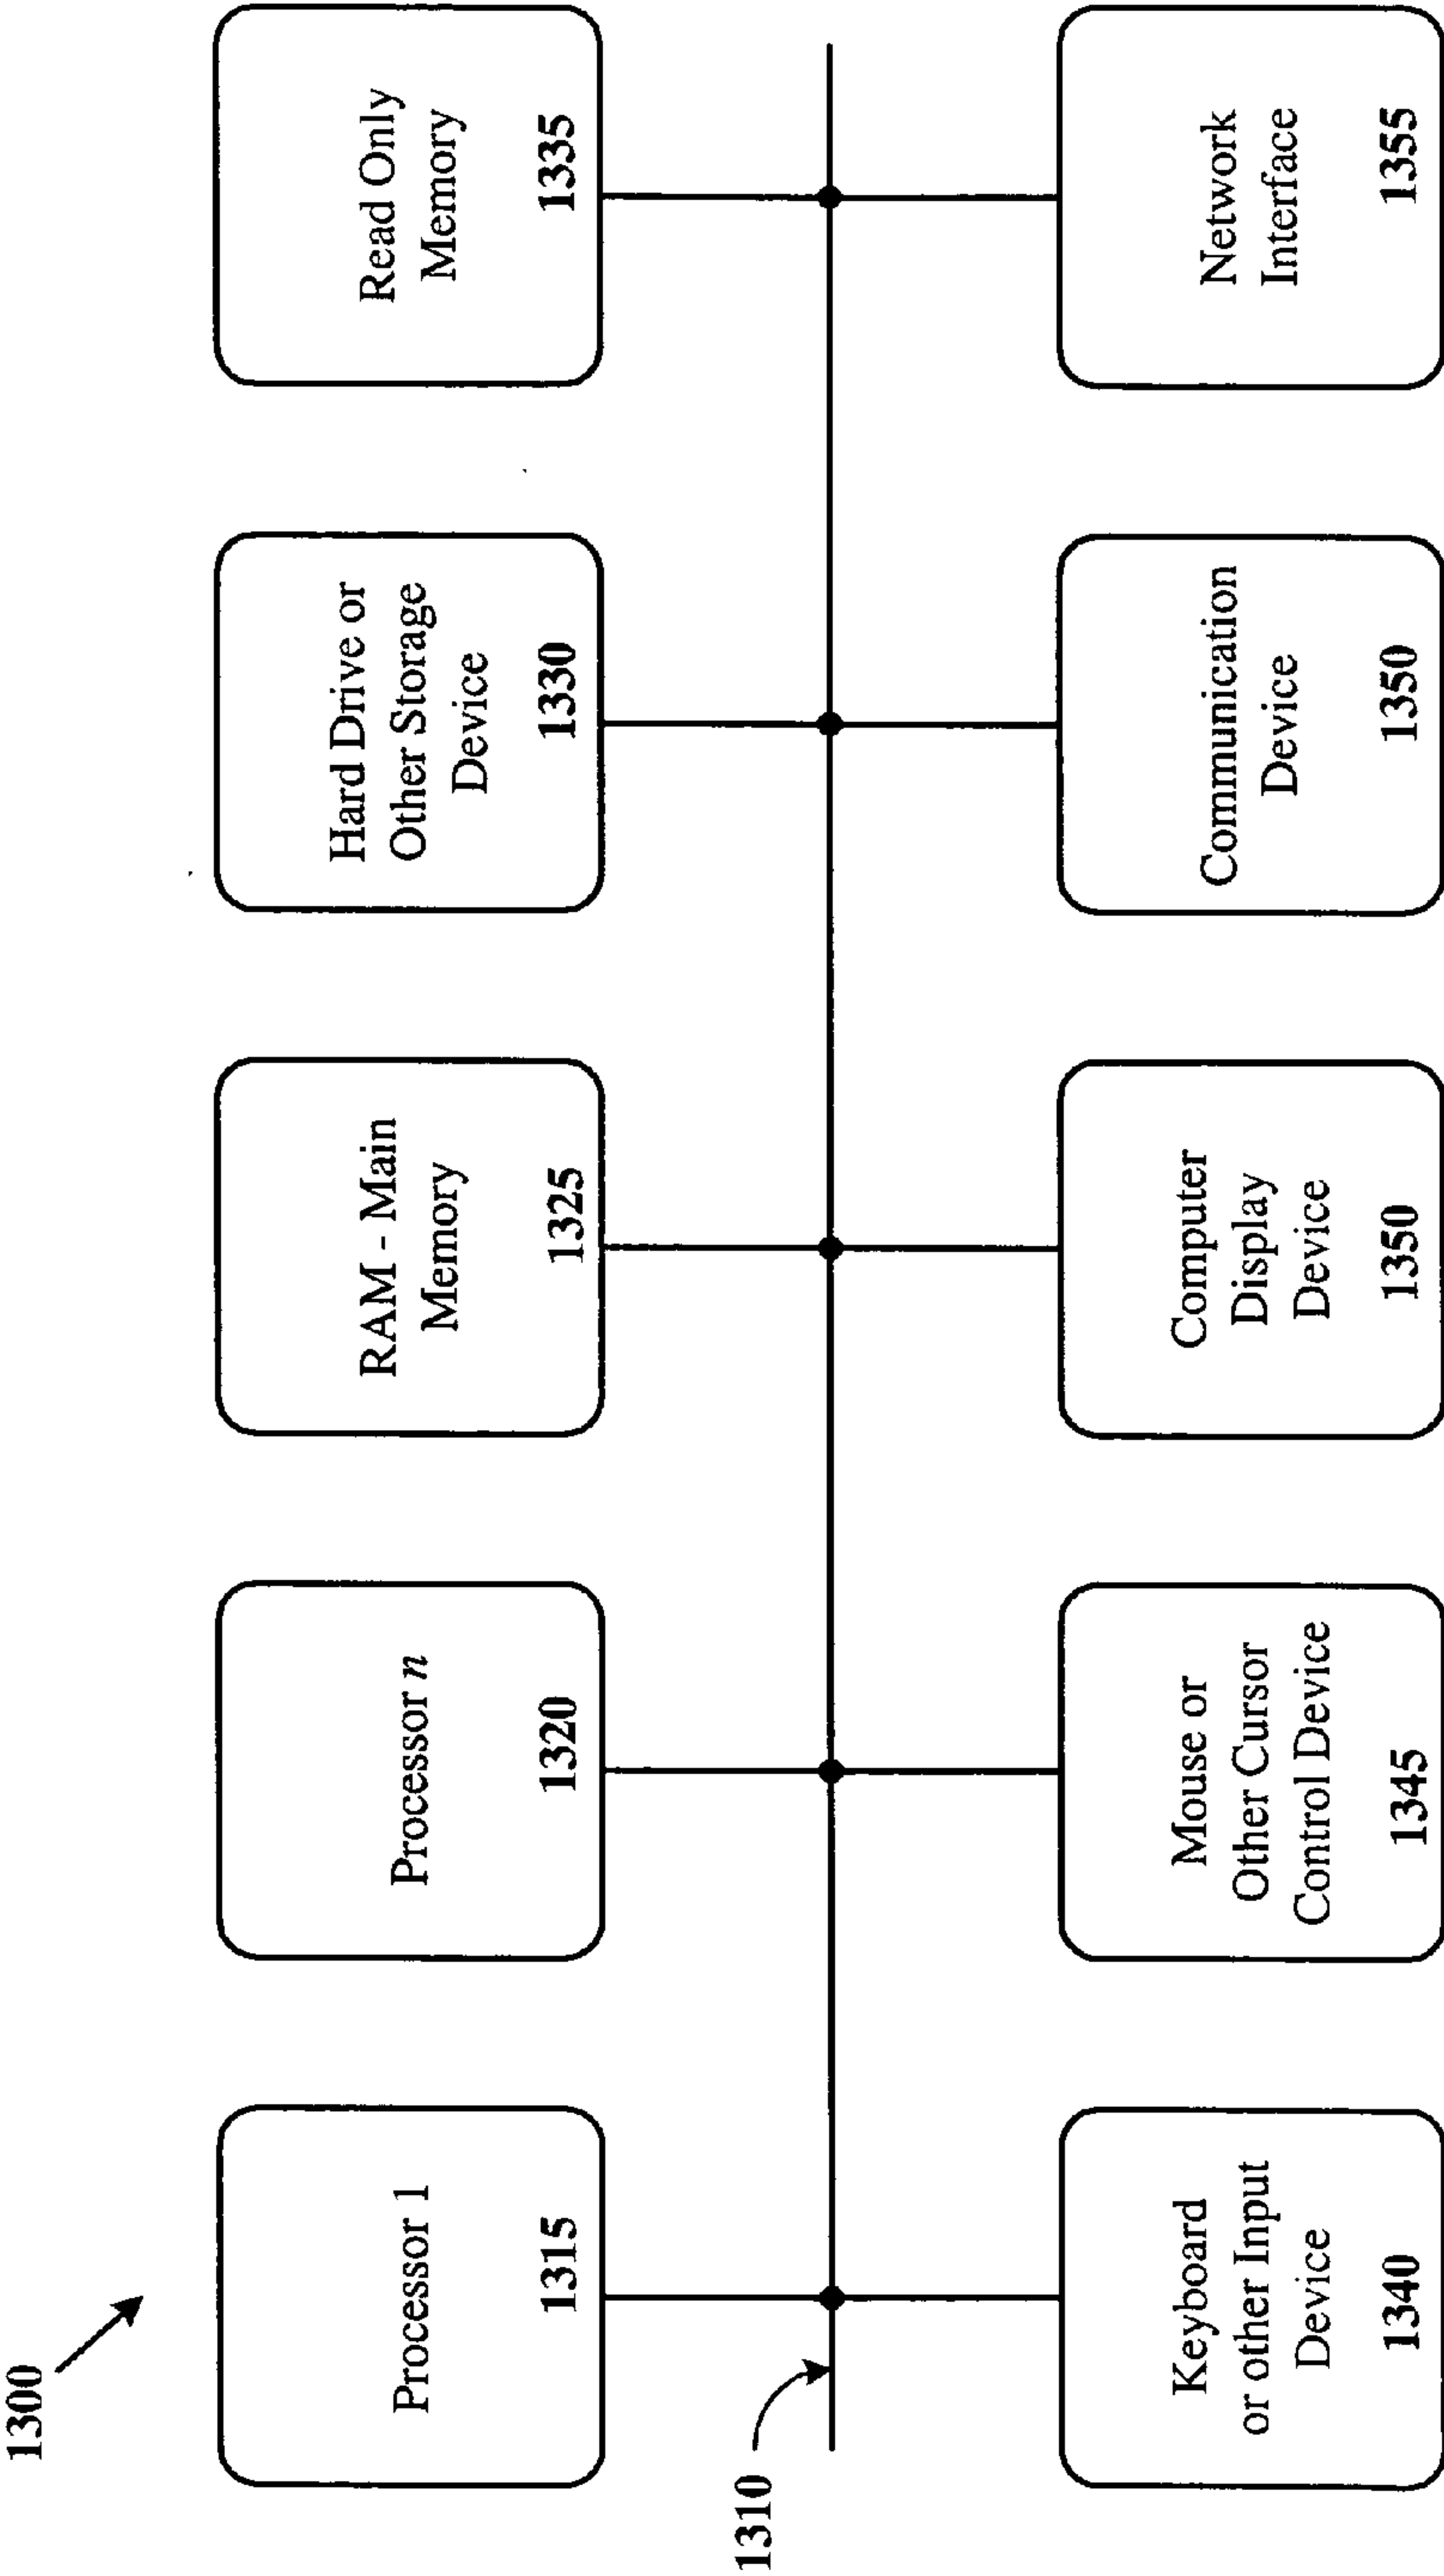 1300
Processor 1
1315
Processor n
1320
RAM - Main
Memory
1325
Hard Drive or
Other Storage
Device
1330
Read Only
Memory
1335
1310
Keyboard
or other Input
Device
1340
Mouse or
Other Cursor
Control Device
1345
Computer
Display
Device
1350
Communication
Device
1350
Network
Interface
1355